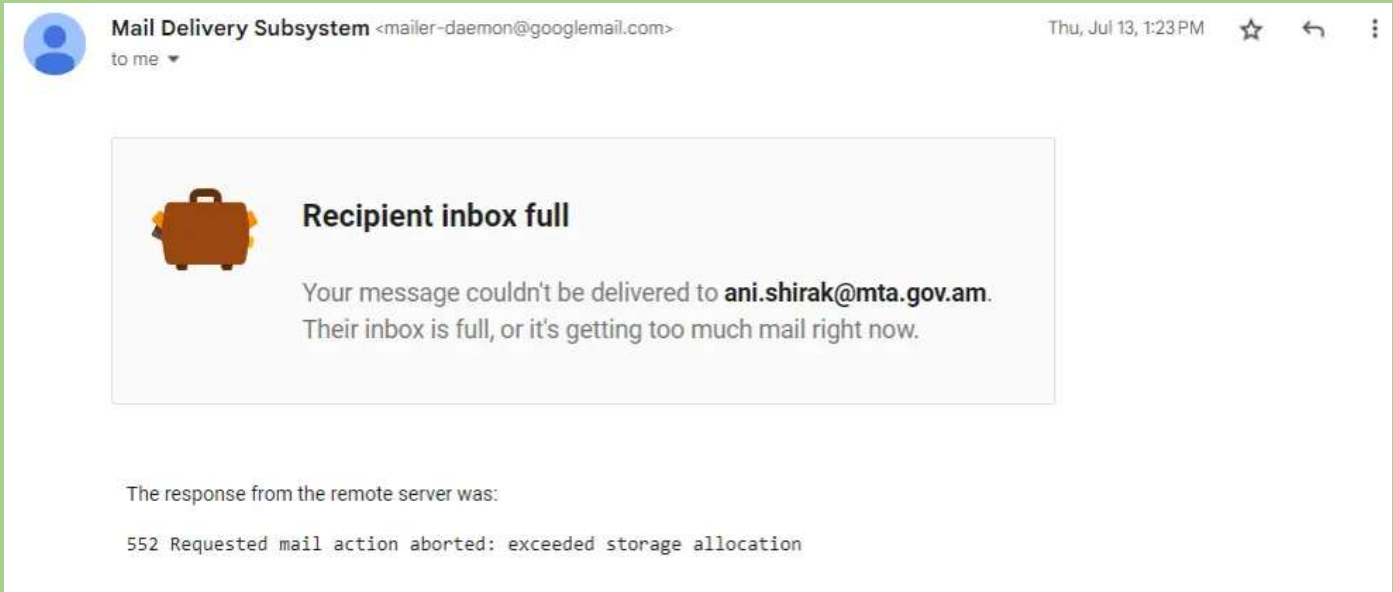 Mail Delivery Subsystem <mailer-daemon@googlemail.com> Thu, Jul 13, 1:23 PM
to me
Recipient inbox full
Your message couldn't be delivered to ani.shirak@mta.gov.am.
Their inbox is full, or it's getting too much mail right now.
The response from the remote server was:
552 Requested mail action aborted: exceeded storage allocation